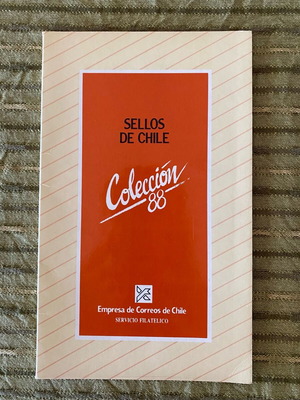 SELLOS
DE CHILE
Colección
88
Empresa de Correos de Chile
SERVICIO FILATELICO